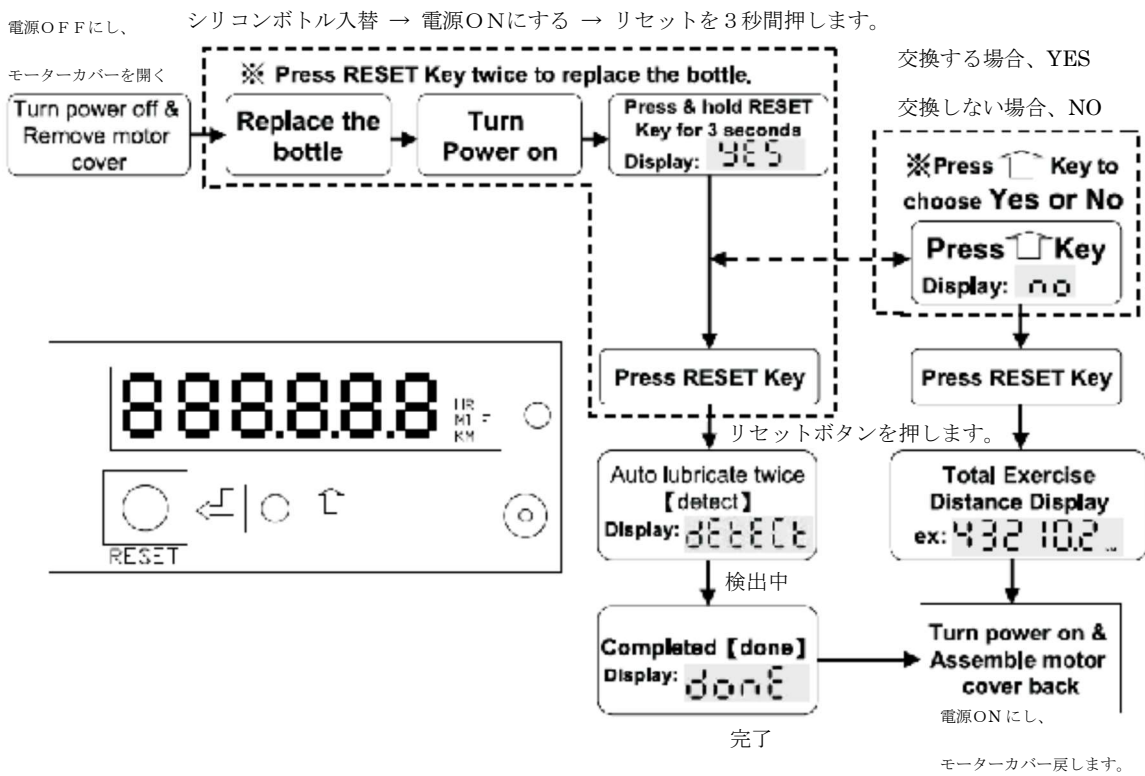 電源ＯＦＦにし、
シリコンボトル入替 → 電源ＯＮにする → リセットを３秒間押します。
モーターカバーを開く
※ Press RESET Key twice to replace the bottle.
交換する場合、YES
交換しない場合、NO
Turn power off &
Remove motor
cover
Replace the
bottle
Turn
Power on
Press & hold RESET
Key for 3 seconds
Display: YES
※Press ⇧ Key to
choose Yes or No
Press ⇧ Key
Display: no
Press RESET Key
Press RESET Key
リセットボタンを押します。
888888
HR
KM
RESET
Auto lubricate twice
【detect】
Display: dEtECt
検出中
Total Exercise
Distance Display
ex: 43210.2
Completed【done】
Display: donE
完了
Turn power on &
Assemble motor
cover back
電源ON にし、
モーターカバー戻します。